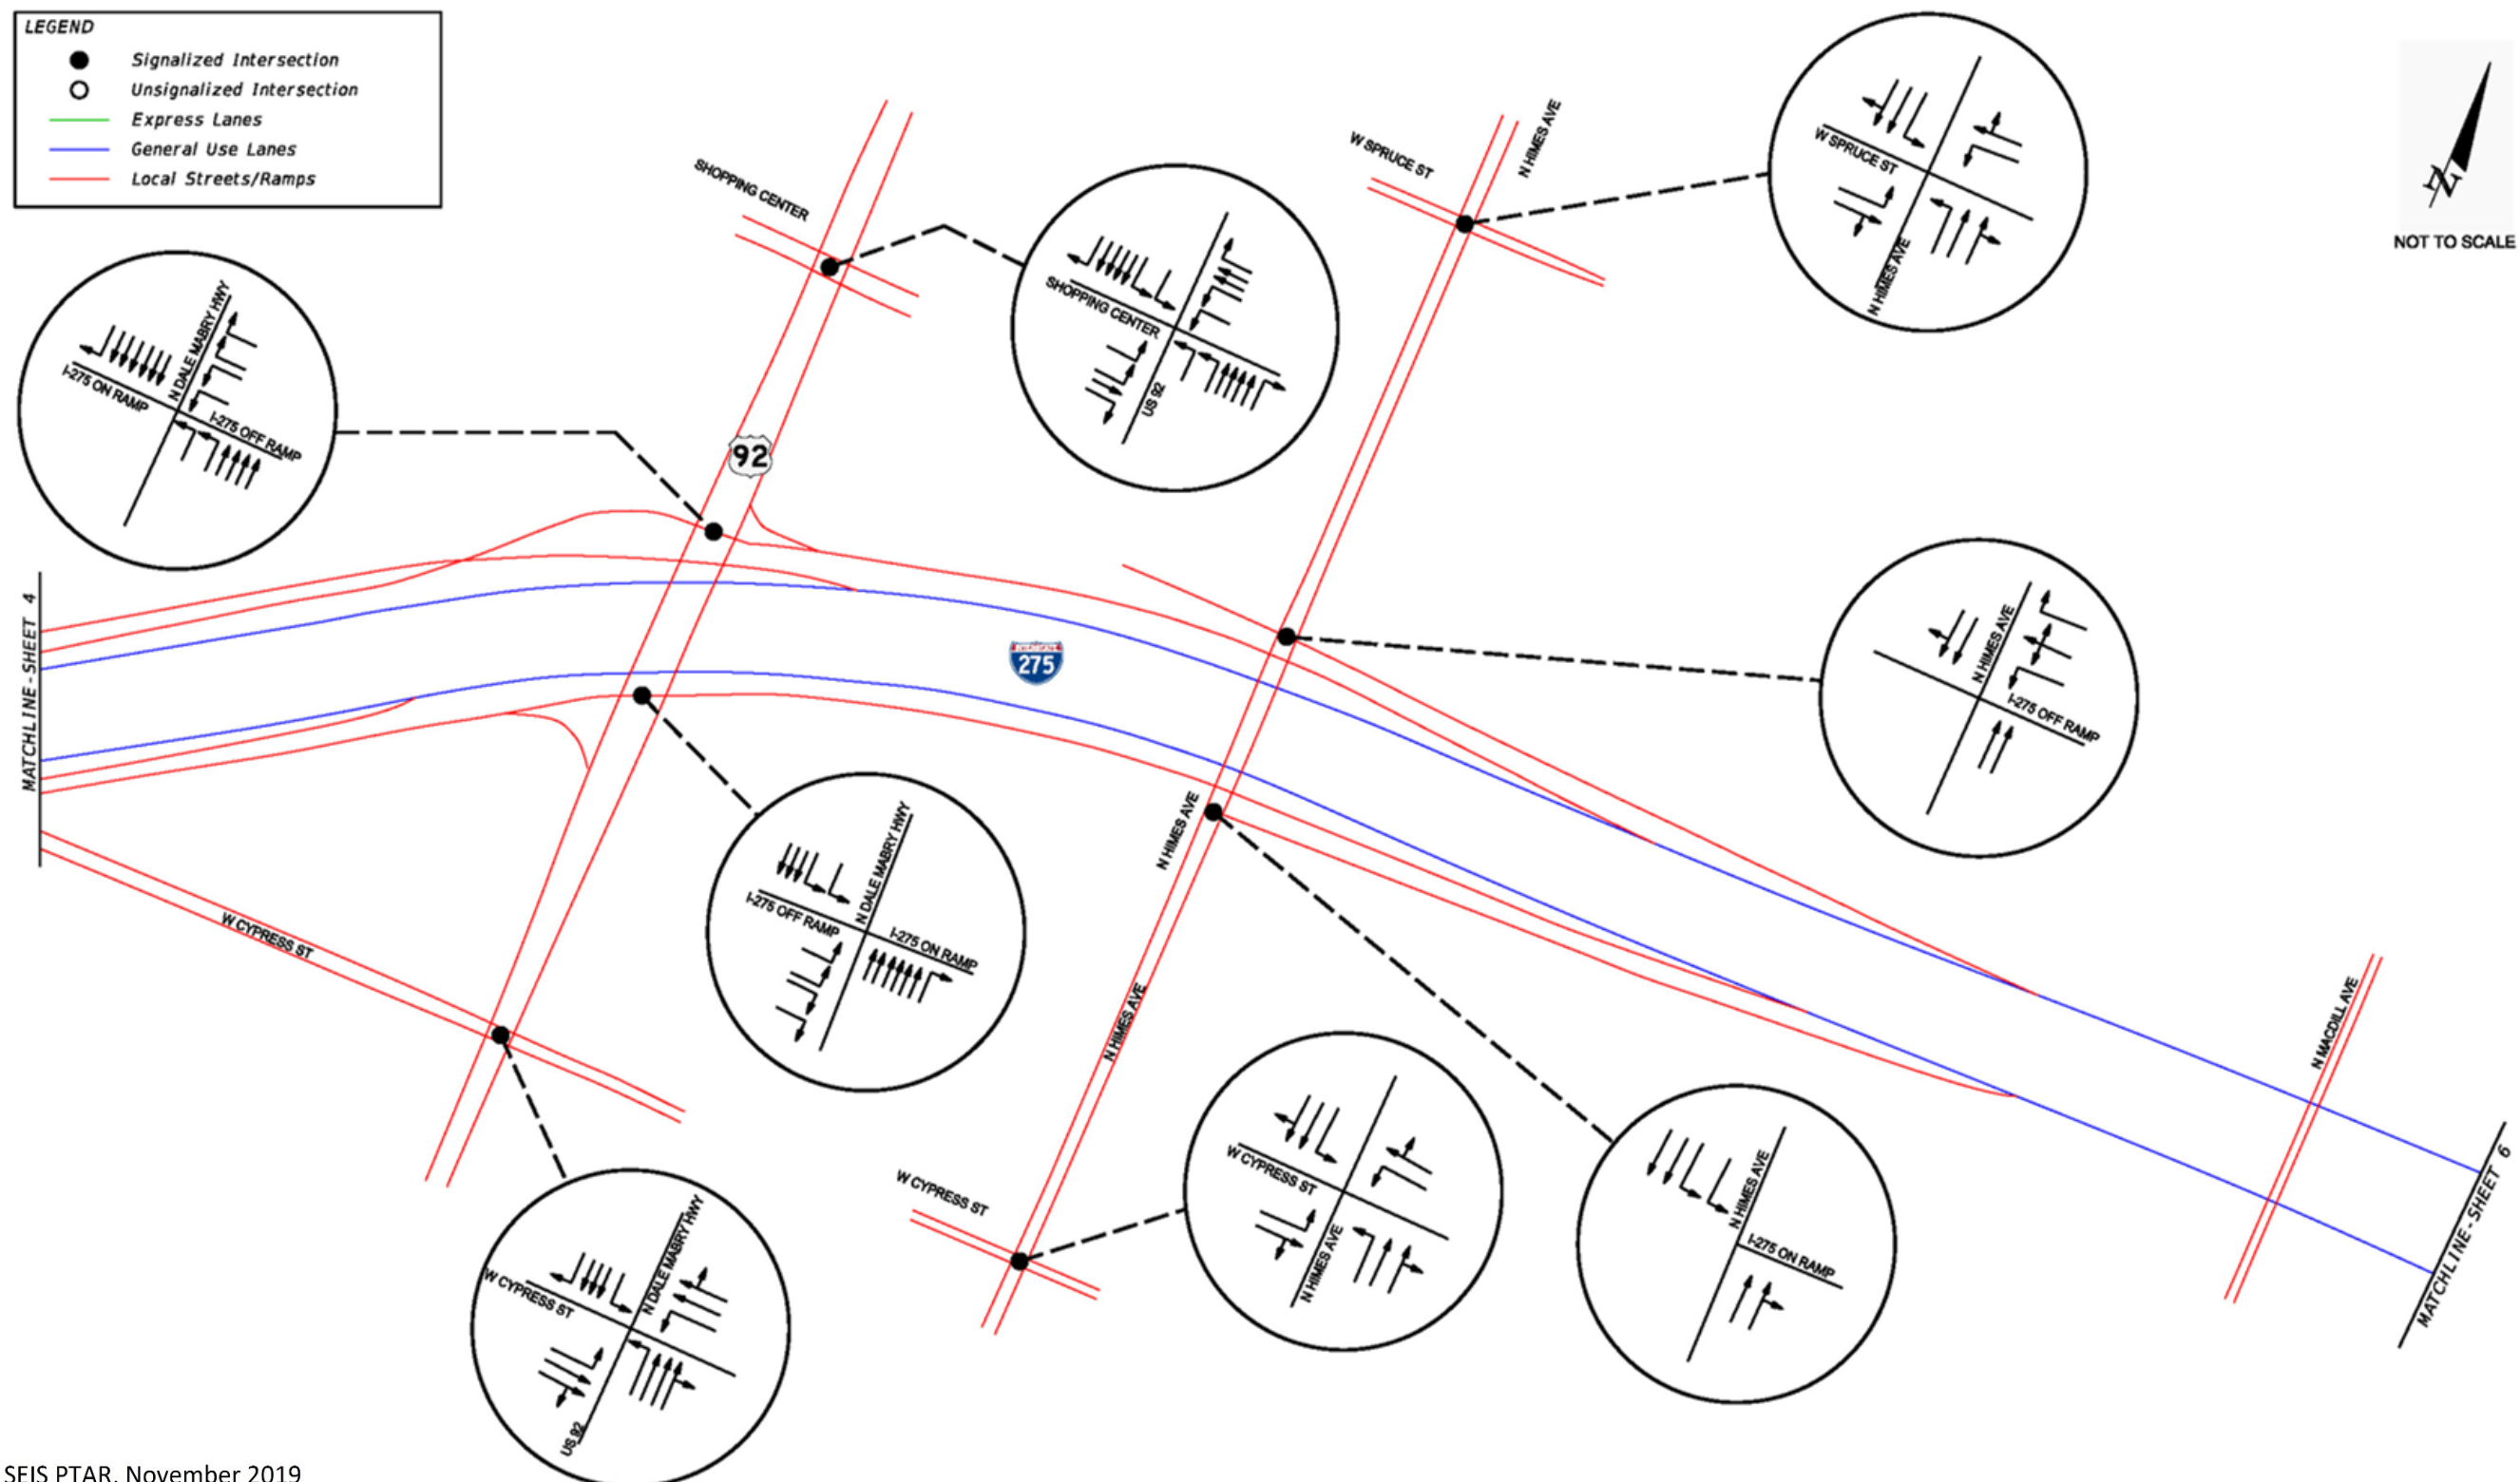 LEGEND
Signalized Intersection
Unsignalized Intersection
Express Lanes
General Use Lanes
Local Streets/Ramps
N
NOT TO SCALE
SHOPPING CENTER
W SPRUCE ST
N HIMES AVE
W SPRUCE ST
N HIMES AVE
SHOPPING CENTER
US 92
N DALE MABRY HWY
I-275 ON RAMP
I-275 OFF RAMP
92
MATCHLINE - SHEET 4
INTERSTATE
275
N HIMES AVE
I-275 OFF RAMP
N HIMES AVE
N DALE MABRY HWY
I-275 OFF RAMP
I-275 ON RAMP
W CYPRESS ST
N HIMES AVE
N MACDILL AVE
W CYPRESS ST
W CYPRESS ST
N HIMES AVE
N HIMES AVE
I-275 ON RAMP
MATCHLINE - SHEET 6
W CYPRESS ST
N DALE MABRY HWY
US 92
SEIS PTAR, November 2019